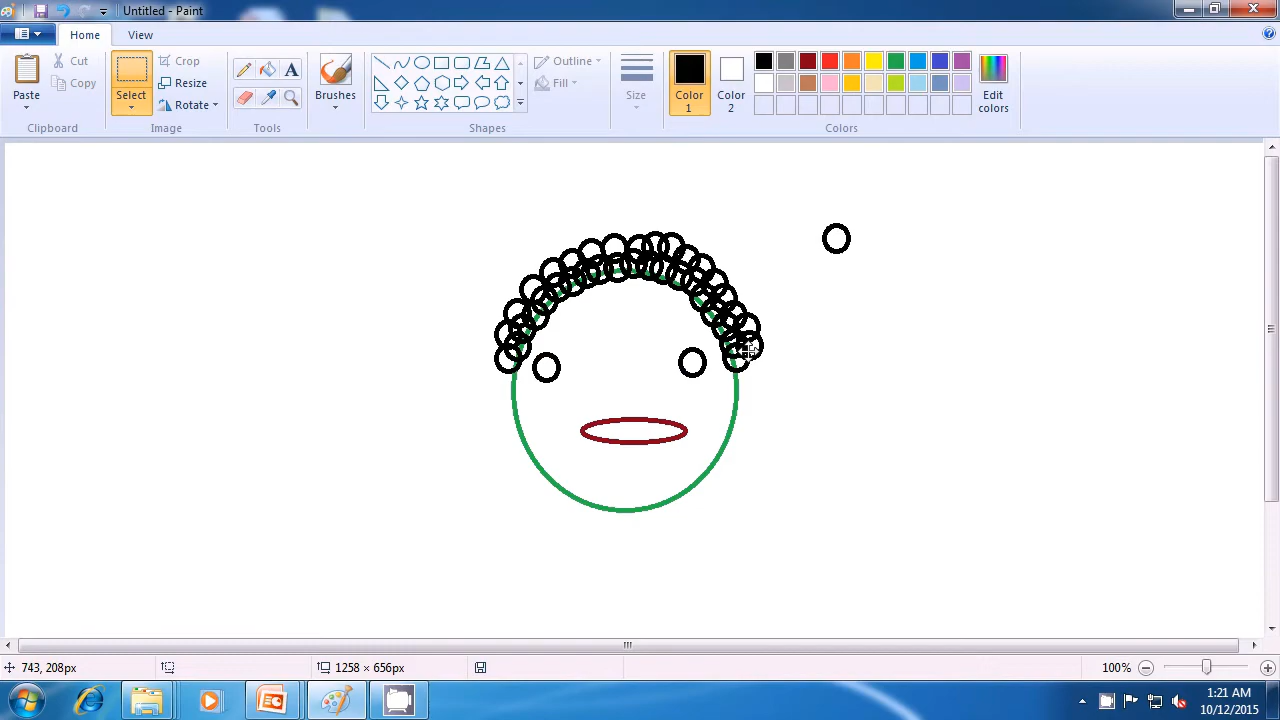 Untitled - Paint
Home View
Paste
Cut
Copy
Clipboard
Select
Crop
Resize
Rotate
Image
A
Tools
Brushes
Outline
Fill
Shapes
Size
Color 1
Color 2
Edit colors
Colors
743, 208px
1258 × 656px
100%
1:21 AM
10/12/2015